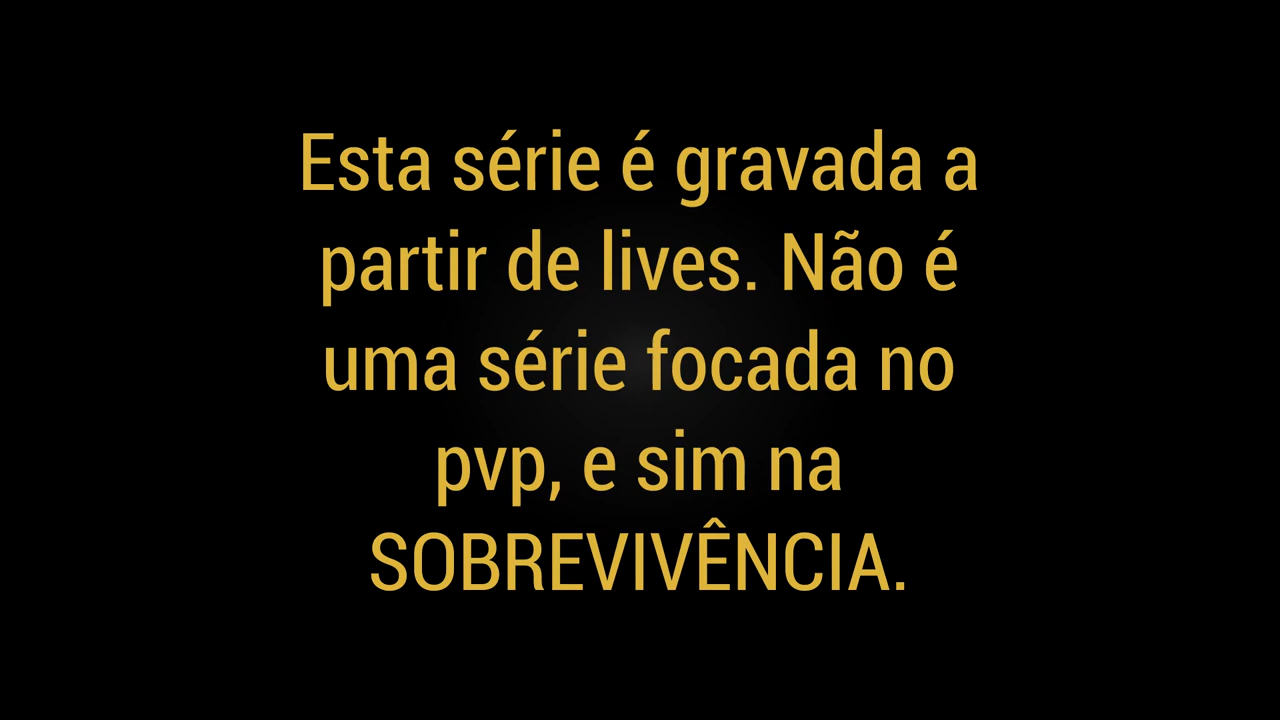 Esta série é gravada a
partir de lives. Não é
uma série focada no
pvp, e sim na
SOBREVIVÊNCIA.